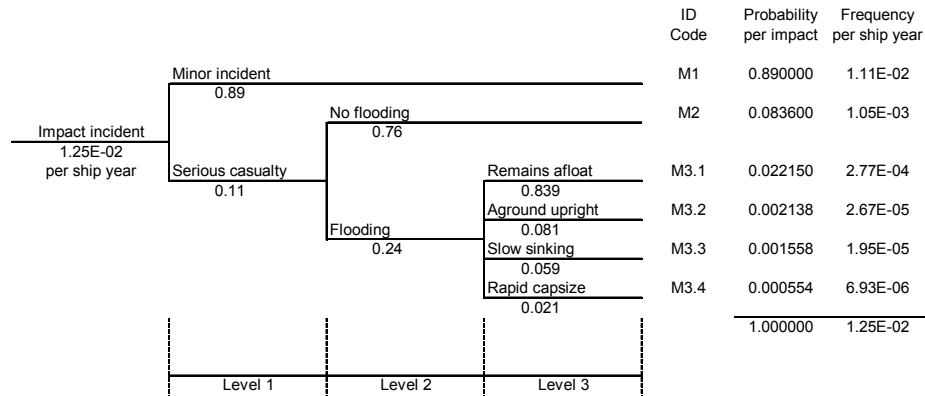 ID Probability Frequency
Code per impact per ship year
Minor incident M1 0.890000 1.11E-02
0.89
No flooding M2 0.083600 1.05E-03
0.76
Impact incident
1.25E-02
per ship year
Serious casualty
0.11
Remains afloat M3.1 0.022150 2.77E-04
0.839
Aground upright M3.2 0.002138 2.67E-05
0.081
Flooding
0.24
Slow sinking M3.3 0.001558 1.95E-05
0.059
Rapid capsize M3.4 0.000554 6.93E-06
0.021
1.000000 1.25E-02
Level 1 Level 2 Level 3